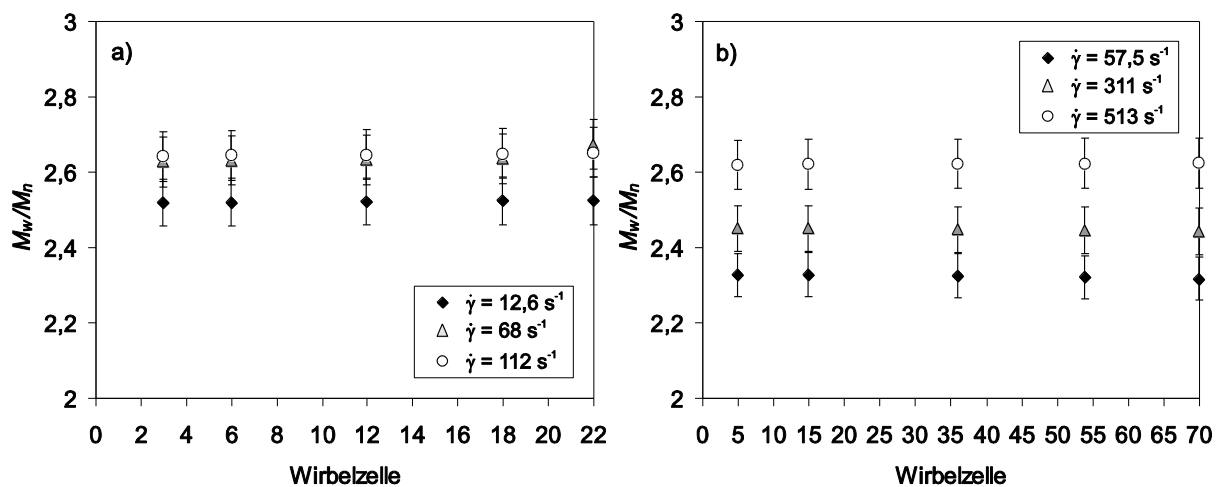 a)
3
2,8
2,6
2,4
2,2
2
Mw/Mn
γ̇ = 12,6 s-1
γ̇ = 68 s-1
γ̇ = 112 s-1
0 2 4 6 8 10 12 14 16 18 20 22
Wirbelzelle
b)
3
2,8
2,6
2,4
2,2
2
Mw/Mn
γ̇ = 57,5 s-1
γ̇ = 311 s-1
γ̇ = 513 s-1
0 5 10 15 20 25 30 35 40 45 50 55 60 65 70
Wirbelzelle